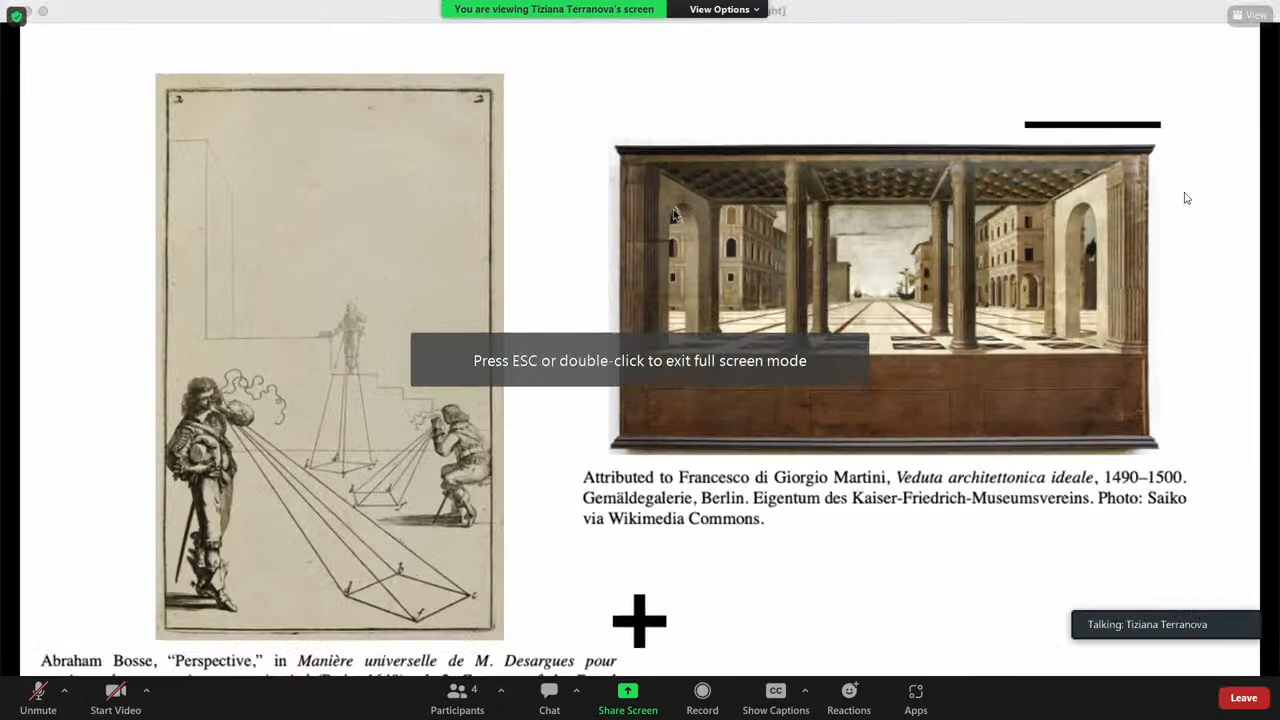 You are viewing Tiziana Terranova's screen
View Options
View
2
2
Press ESC or double-click to exit full screen mode
Attributed to Francesco di Giorgio Martini, Veduta architettonica ideale, 1490–1500.
Gemäldegalerie, Berlin. Eigentum des Kaiser-Friedrich-Museumsvereins. Photo: Saiko
via Wikimedia Commons.
Talking: Tiziana Terranova
Abraham Bosse, “Perspective,” in Manière universelle de M. Desargues pour
Unmute
Start Video
4
Participants
Chat
Share Screen
Record
CC
Show Captions
Reactions
Apps
Leave